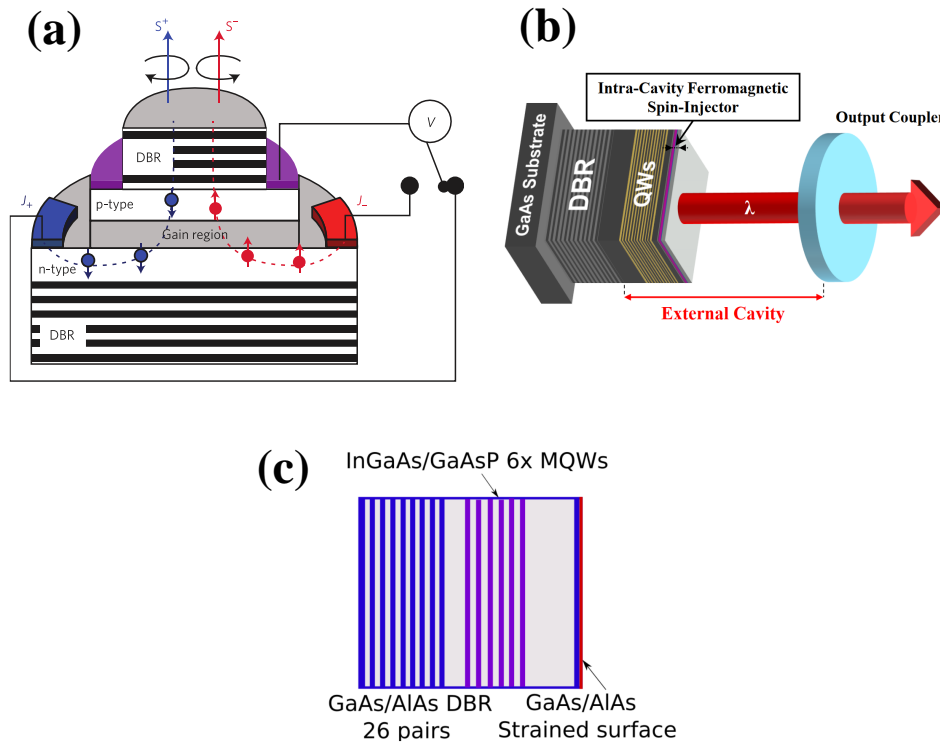 (a)
S⁺
S⁻
DBR
V
J₊
p-type
J₋
Gain region
n-type
DBR
(b)
Intra-Cavity Ferromagnetic
Spin-Injector
Output Coupler
GaAs Substrate
DBR
QWs
λ
External Cavity
(c)
InGaAs/GaAsP 6x MQWs
GaAs/AlAs DBR
26 pairs
GaAs/AlAs
Strained surface